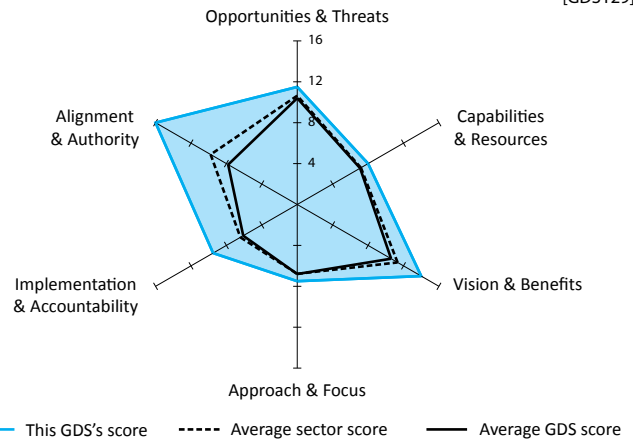 [GDS129]
Opportunities & Threats
16
12
8
4
Alignment
& Authority
Capabilities
& Resources
Implementation
& Accountability
Vision & Benefits
Approach & Focus
This GDS's score
Average sector score
Average GDS score